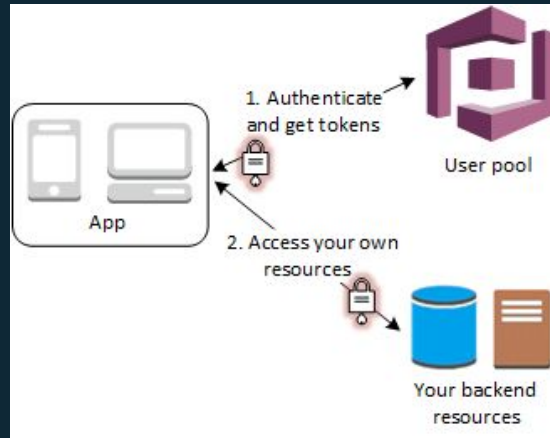 1. Authenticate
and get tokens
User pool
App
2. Access your own
resources
Your backend
resources